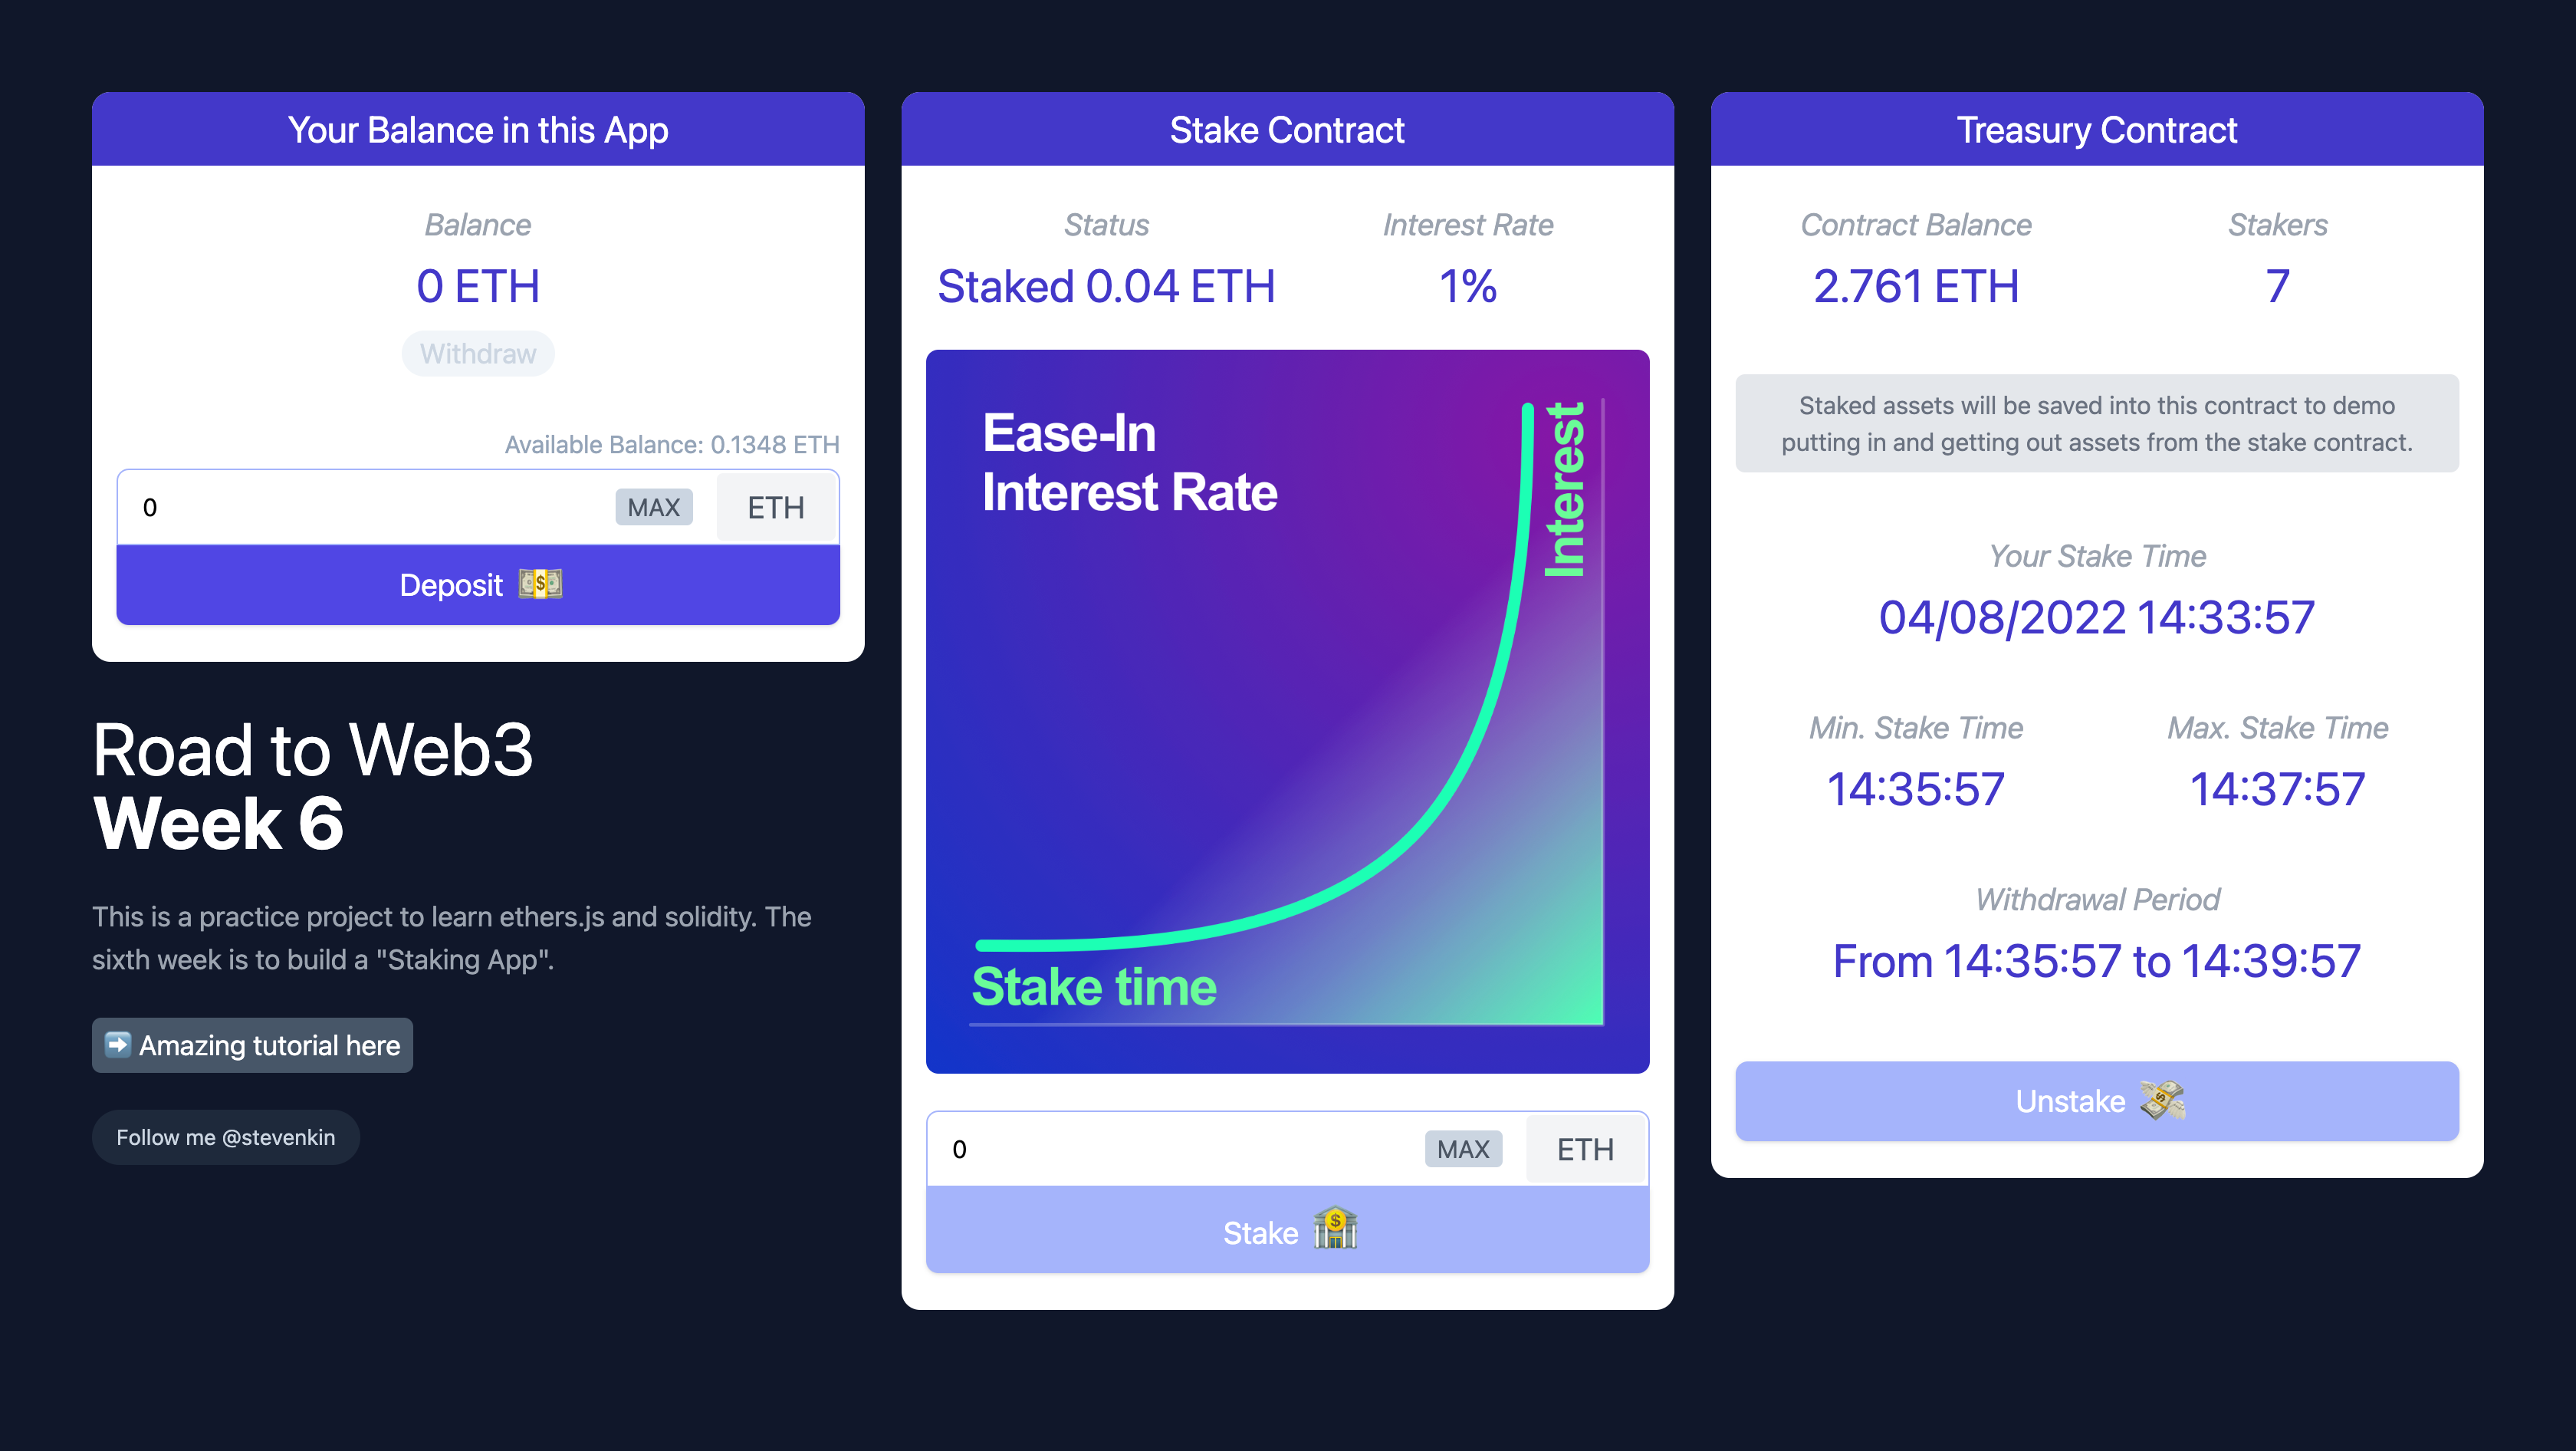 Your Balance in this App
Balance
0 ETH
Withdraw
Available Balance: 0.1348 ETH
0 MAX ETH
Deposit
Road to Web3
Week 6
This is a practice project to learn ethers.js and solidity. The
sixth week is to build a "Staking App".
Amazing tutorial here
Follow me @stevenkin
Stake Contract
Status Interest Rate
Staked 0.04 ETH 1%
Ease-In
Interest Rate
Interest
Stake time
0 MAX ETH
Stake
Treasury Contract
Contract Balance Stakers
2.761 ETH 7
Staked assets will be saved into this contract to demo
putting in and getting out assets from the stake contract.
Your Stake Time
04/08/2022 14:33:57
Min. Stake Time Max. Stake Time
14:35:57 14:37:57
Withdrawal Period
From 14:35:57 to 14:39:57
Unstake